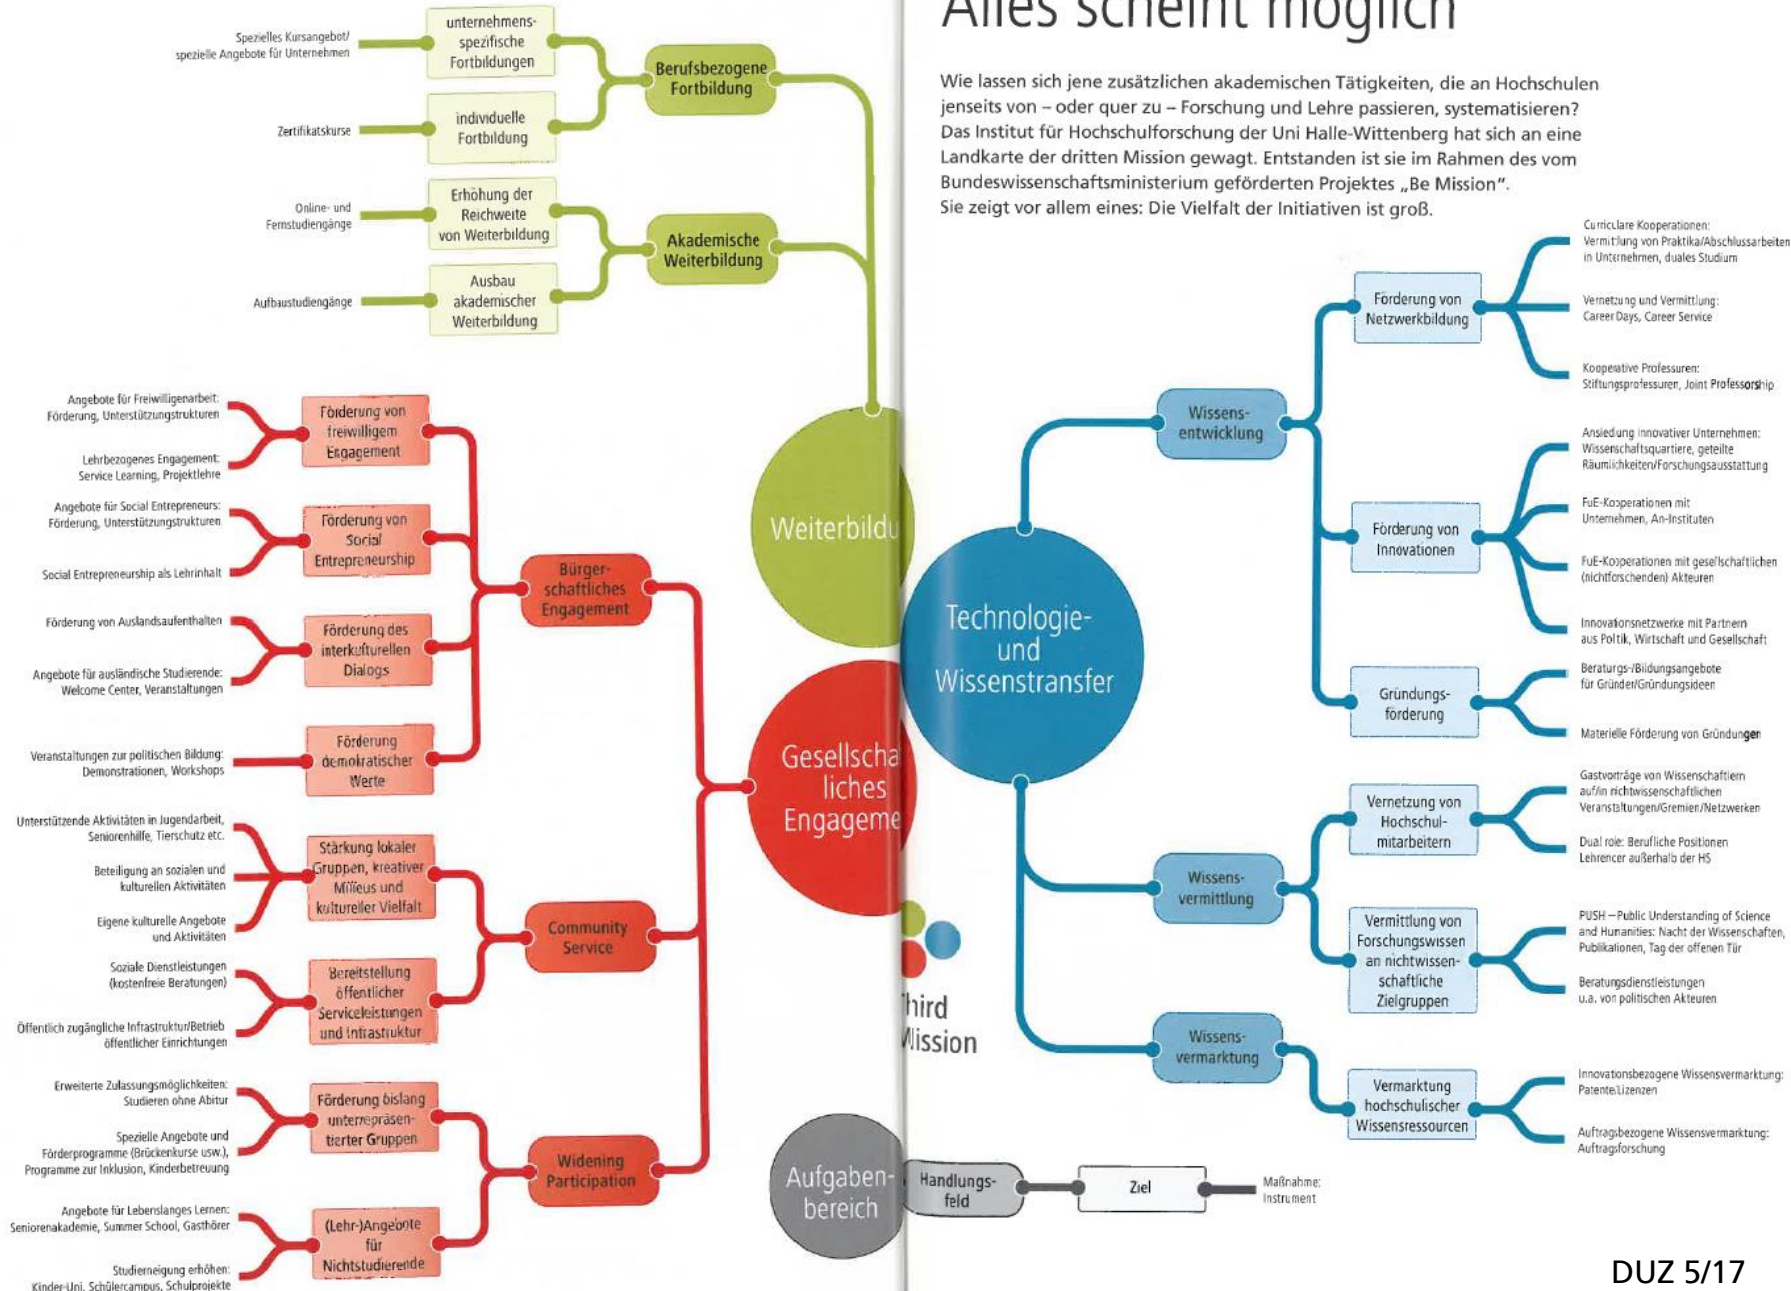 Alles scheint möglich
Wie lassen sich jene zusätzlichen akademischen Tätigkeiten, die an Hochschulen
jenseits von – oder quer zu – Forschung und Lehre passieren, systematisieren?
Das Institut für Hochschulforschung der Uni Halle-Wittenberg hat sich an eine
Landkarte der dritten Mission gewagt. Entstanden ist sie im Rahmen des vom
Bundeswissenschaftsministerium geförderten Projektes „Be Mission“.
Sie zeigt vor allem eines: Die Vielfalt der Initiativen ist groß.
Weiterbildu
Berufsbezogene
Fortbildung
unternehmens-
spezifische
Fortbildungen
Spezielles Kursangebot/
spezielle Angebote für Unternehmen
individuelle
Fortbildung
Zertifikatskurse
Akademische
Weiterbildung
Erhöhung der
Reichweite
von Weiterbildung
Online- und
Fernstudiengänge
Ausbau
akademischer
Weiterbildung
Aufbaustudiengänge
Gesellscha
liches
Engageme
Bürger-
schaftliches
Engagement
Förderung von
freiwilligem
Engagement
Angebote für Freiwilligenarbeit:
Förderung, Unterstützungstrukturen
Lehrbezogenes Engagement:
Service Learning, Projektlehre
Förderung von
Social
Entrepreneurship
Angebote für Social Entrepreneurs:
Förderung, Unterstützungstrukturen
Social Entrepreneurship als Lehrinhalt
Förderung des
interkulturellen
Dialogs
Förderung von Auslandsaufenthalten
Angebote für ausländische Studierende:
Welcome Center, Veranstaltungen
Förderung
demokratischer
Werte
Veranstaltungen zur politischen Bildung:
Demonstrationen, Workshops
Community
Service
Stärkung lokaler
Gruppen, kreativer
Milieus und
kultureller Vielfalt
Unterstützende Aktivitäten in Jugendarbeit,
Seniorenhilfe, Tierschutz etc.
Beteiligung an sozialen und
kulturellen Aktivitäten
Eigene kulturelle Angebote
und Aktivitäten
Bereitstellung
öffentlicher
Serviceleistungen
und Infrastruktur
Soziale Dienstleistungen
(kostenfreie Beratungen)
Öffentlich zugängliche Infrastruktur/Betrieb
öffentlicher Einrichtungen
Widening
Participation
Förderung bislang
unterrepräsen-
tierter Gruppen
Erweiterte Zulassungsmöglichkeiten:
Studieren ohne Abitur
Spezielle Angebote und
Förderprogramme (Brückenkurse usw.),
Programme zur Inklusion, Kinderbetreuung
(Lehr-)Angebote
für
Nichtstudierende
Angebote für Lebenslanges Lernen:
Seniorenakademie, Summer School, Gasthörer
Studierneigung erhöhen:
Kinder-Uni, Schülercampus, Schulprojekte
Technologie-
und
Wissenstransfer
Wissens-
entwicklung
Förderung von
Netzwerkbildung
Curriculare Kooperationen:
Vermittlung von Praktika/Abschlussarbeiten
in Unternehmen, duales Studium
Vernetzung und Vermittlung:
Career Days, Career Service
Kooperative Professuren:
Stiftungsprofessuren, Joint Professorship
Förderung von
Innovationen
Ansiedlung innovativer Unternehmen:
Wissenschaftsquartiere, geteilte
Räumlichkeiten/Forschungsausstattung
FuE-Kooperationen mit
Unternehmen, An-Instituten
FuE-Kooperationen mit gesellschaftlichen
(nichtforschenden) Akteuren
Innovationsnetzwerke mit Partnern
aus Politik, Wirtschaft und Gesellschaft
Gründungs-
förderung
Beratungs-/Bildungsangebote
für Gründer/Gründungsideen
Materielle Förderung von Gründungen
Wissens-
vermittlung
Vernetzung von
Hochschul-
mitarbeitern
Gastvorträge von Wissenschaftlern
auf/in nichtwissenschaftlichen
Veranstaltungen/Gremien/Netzwerken
Dual role: Berufliche Positionen
Lehrender außerhalb der HS
Vermittlung von
Forschungswissen
an nichtwissen-
schaftliche
Zielgruppen
PUSH – Public Understanding of Science
and Humanities: Nacht der Wissenschaften,
Publikationen, Tag der offenen Tür
Beratungsdienstleistungen
u.a. von politischen Akteuren
Wissens-
vermarktung
Vermarktung
hochschulischer
Wissensressourcen
Innovationsbezogene Wissensvermarktung:
Patente/Lizenzen
Auftragsbezogene Wissensvermarktung:
Auftragsforschung
Third
Mission
Aufgaben-
bereich
Handlungs-
feld
Ziel
Maßnahme:
Instrument
DUZ 5/17